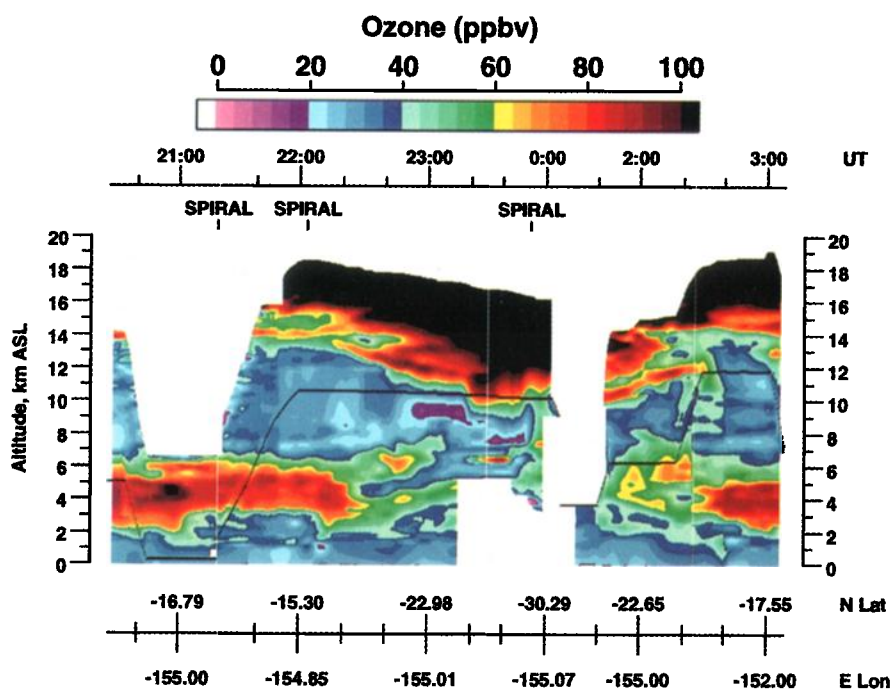 Ozone (ppbv)
0 20 40 60 80 100
21:00 22:00 23:00 0:00 2:00 3:00 UT
SPIRAL SPIRAL SPIRAL
20 20
18 18
16 16
14 14
12 12
10 10
8 8
6 6
4 4
2 2
0 0
Altitude, km ASL
-16.79 -15.30 -22.98 -30.29 -22.65 -17.55 N Lat
-155.00 -154.85 -155.01 -155.07 -155.00 -152.00 E Lon